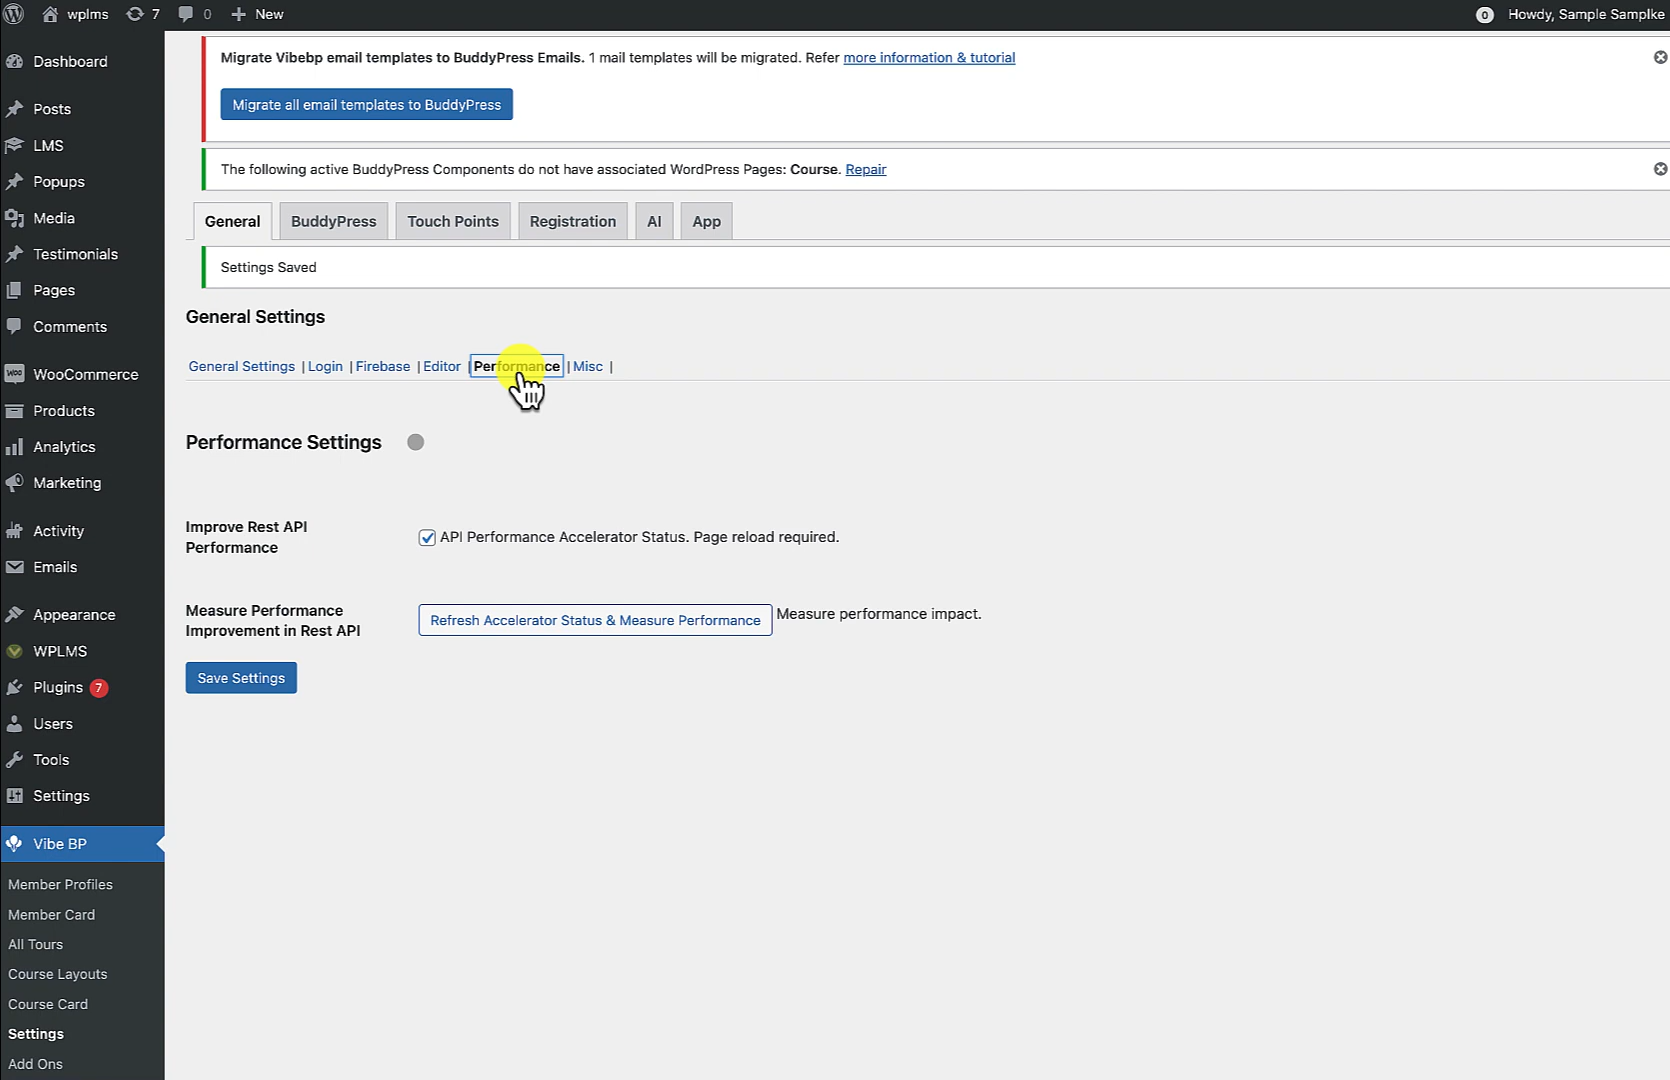 wplms 7 0 New Howdy, Sample Samplke 0
Dashboard
Posts
LMS
Popups
Media
Testimonials
Pages
Comments
WooCommerce
Products
Analytics
Marketing
Activity
Emails
Appearance
WPLMS
Plugins 7
Users
Tools
Settings
Vibe BP
Member Profiles
Member Card
All Tours
Course Layouts
Course Card
Settings
Add Ons
Migrate Vibebp email templates to BuddyPress Emails. 1 mail templates will be migrated. Refer more information & tutorial
Migrate all email templates to BuddyPress
The following active BuddyPress Components do not have associated WordPress Pages: Course. Repair
General BuddyPress Touch Points Registration AI App
Settings Saved
General Settings
General Settings | Login | Firebase | Editor | Performance | Misc |
Performance Settings
Improve Rest API
Performance
API Performance Accelerator Status. Page reload required.
Measure Performance
Improvement in Rest API
Refresh Accelerator Status & Measure Performance Measure performance impact.
Save Settings